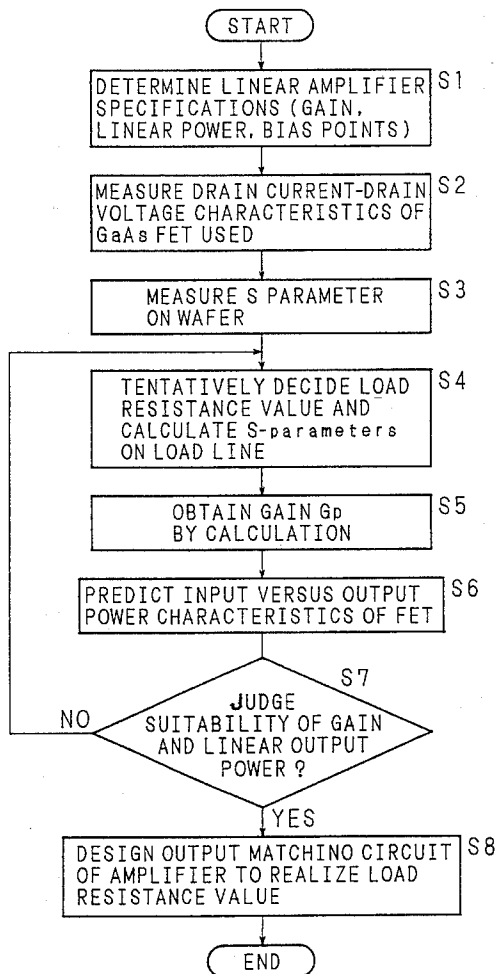 START
DETERMINE LINEAR AMPLIFIER
SPECIFICATIONS (GAIN,
LINEAR POWER, BIAS POINTS)
S1
MEASURE DRAIN CURRENT-DRAIN
VOLTAGE CHARACTERISTICS OF
GaAs FET USED
S2
MEASURE S PARAMETER
ON WAFER
S3
TENTATIVELY DECIDE LOAD
RESISTANCE VALUE AND
CALCULATE S-parameters
ON LOAD LINE
S4
OBTAIN GAIN Gp
BY CALCULATION
S5
PREDICT INPUT VERSUS OUTPUT
POWER CHARACTERISTICS OF FET
S6
S7
JUDGE
SUITABILITY OF GAIN
AND LINEAR OUTPUT
POWER ?
NO
YES
DESIGN OUTPUT MATCHINO CIRCUIT
OF AMPLIFIER TO REALIZE LOAD
RESISTANCE VALUE
S8
END